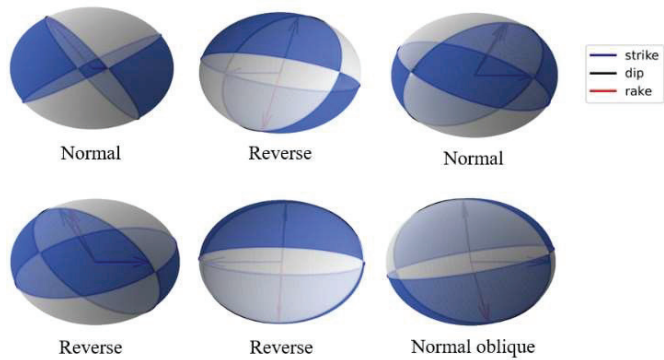 strike
dip
rake
Normal
Reverse
Normal
Reverse
Reverse
Normal oblique